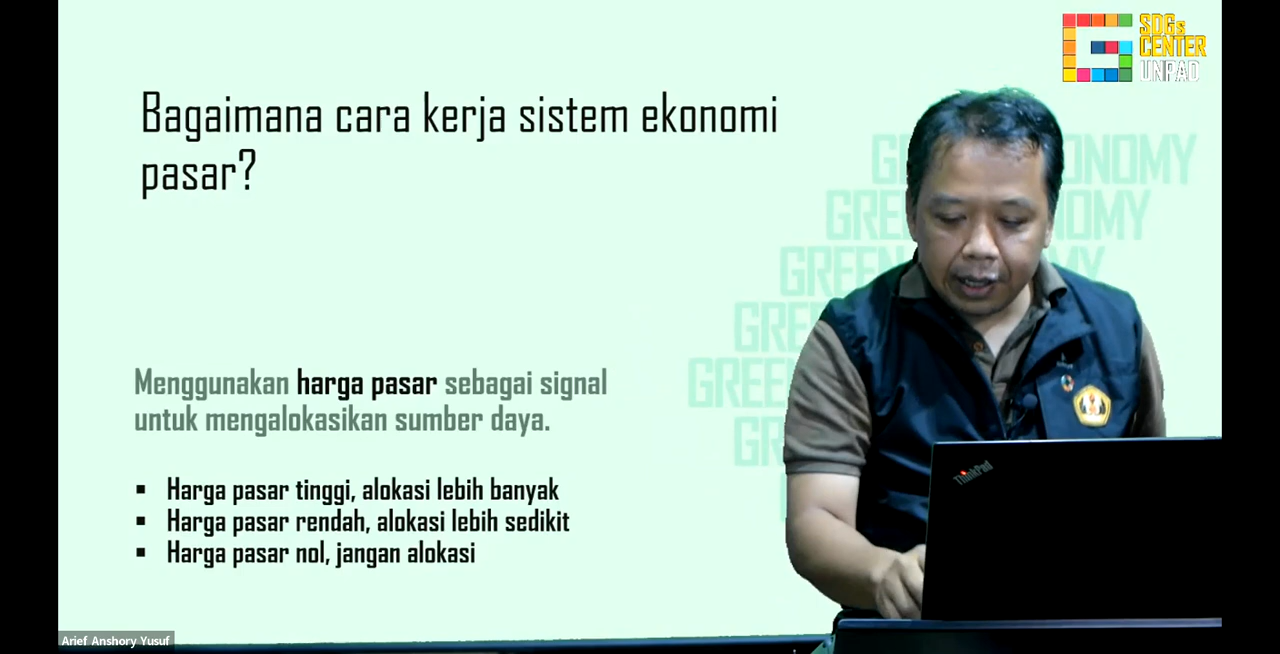 SDGs
CENTER
UNPAD
Bagaimana cara kerja sistem ekonomi
pasar?
Menggunakan harga pasar sebagai signal
untuk mengalokasikan sumber daya.
▪ Harga pasar tinggi, alokasi lebih banyak
▪ Harga pasar rendah, alokasi lebih sedikit
▪ Harga pasar nol, jangan alokasi
ThinkPad
Arief Anshory Yusuf